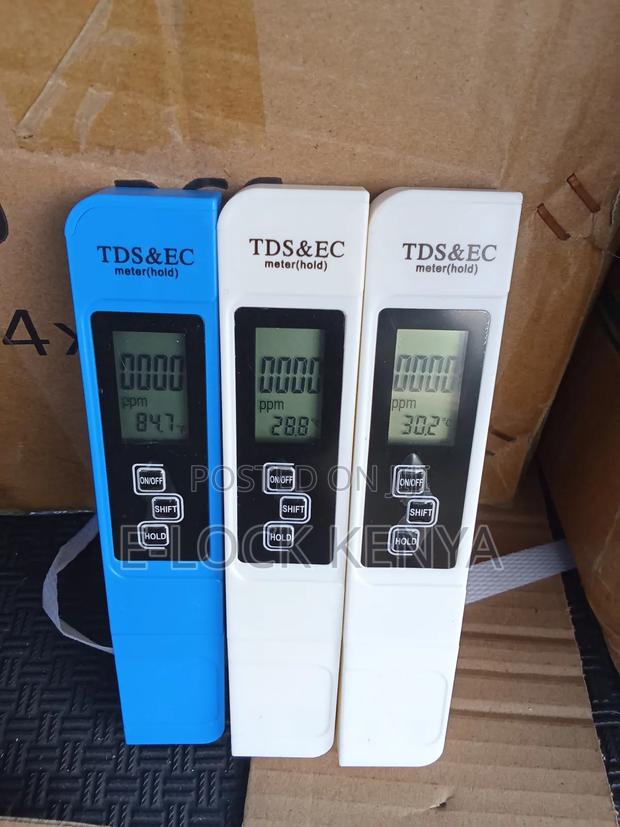 TDS&EC
meter(hold)
0000
ppm
84.7°F
ON/OFF
SHIFT
HOLD
TDS&EC
meter(hold)
0000
ppm
28.8°C
ON/OFF
SHIFT
HOLD
TDS&EC
meter(hold)
0000
ppm
30.2°C
ON/OFF
SHIFT
HOLD
4x
POSTED ON
E-LOCK KENYA